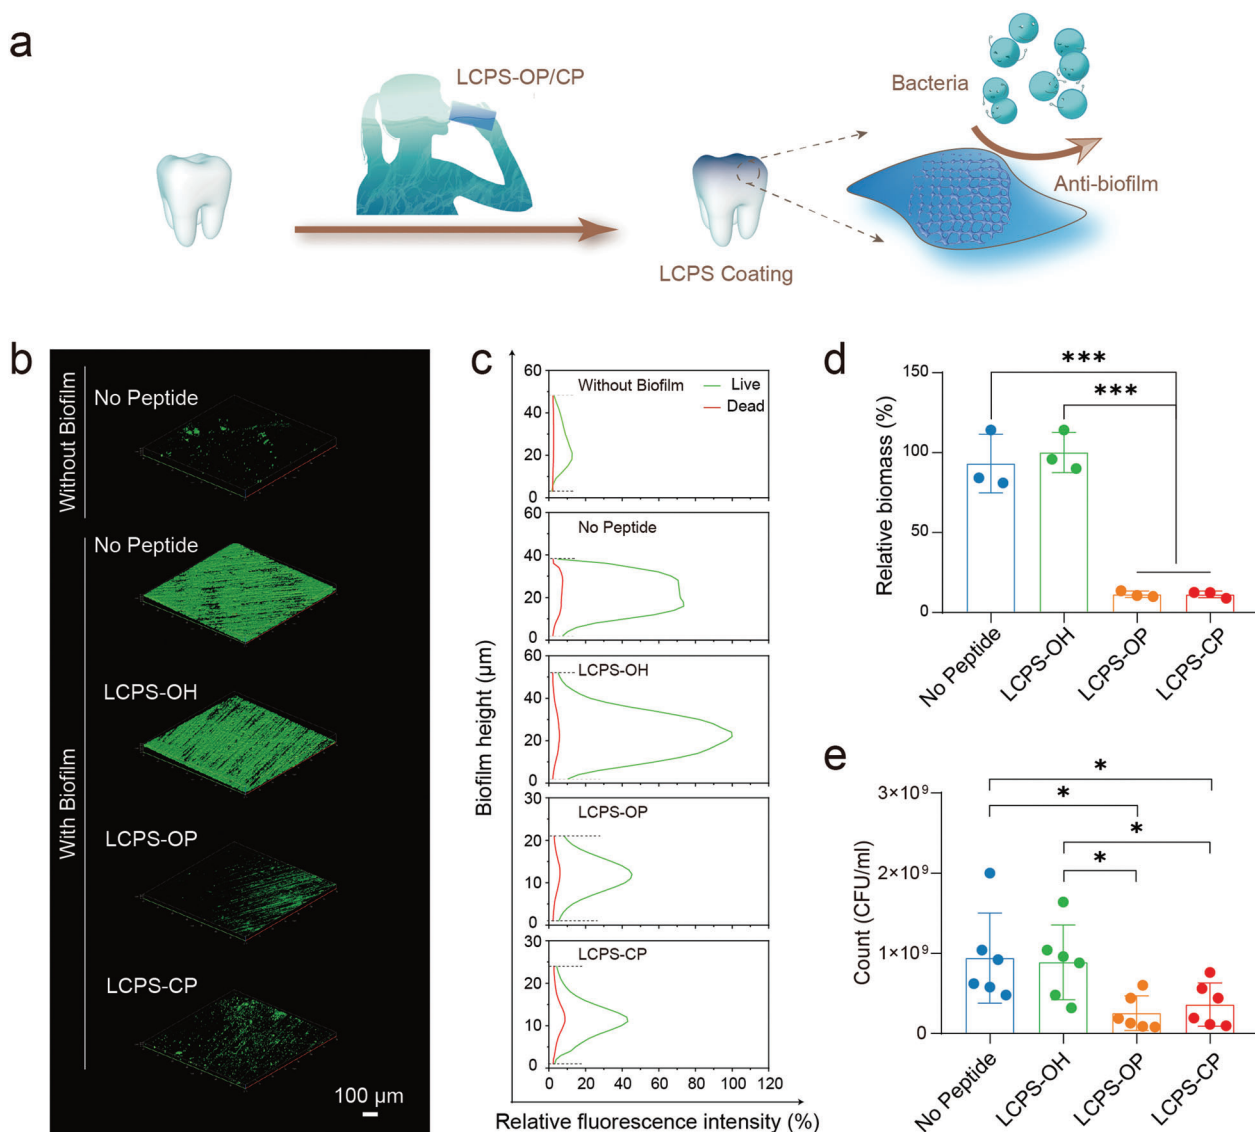 a
LCPS-OP/CP
Bacteria
Anti-biofilm
LCPS Coating
b
Without Biofilm
No Peptide
With Biofilm
No Peptide
LCPS-OH
LCPS-OP
LCPS-CP
100 µm
c
Biofilm height (µm)
60
40
20
0
Without Biofilm
Live
Dead
60
40
20
0
No Peptide
60
40
20
0
LCPS-OH
30
20
10
0
LCPS-OP
30
20
10
0
LCPS-CP
0 20 40 60 80 100 120
Relative fluorescence intensity (%)
d
Relative biomass (%)
150
100
50
0
***
***
No Peptide
LCPS-OH
LCPS-OP
LCPS-CP
e
Count (CFU/ml)
3×10⁹
2×10⁹
1×10⁹
0
*
*
*
*
No Peptide
LCPS-OH
LCPS-OP
LCPS-CP